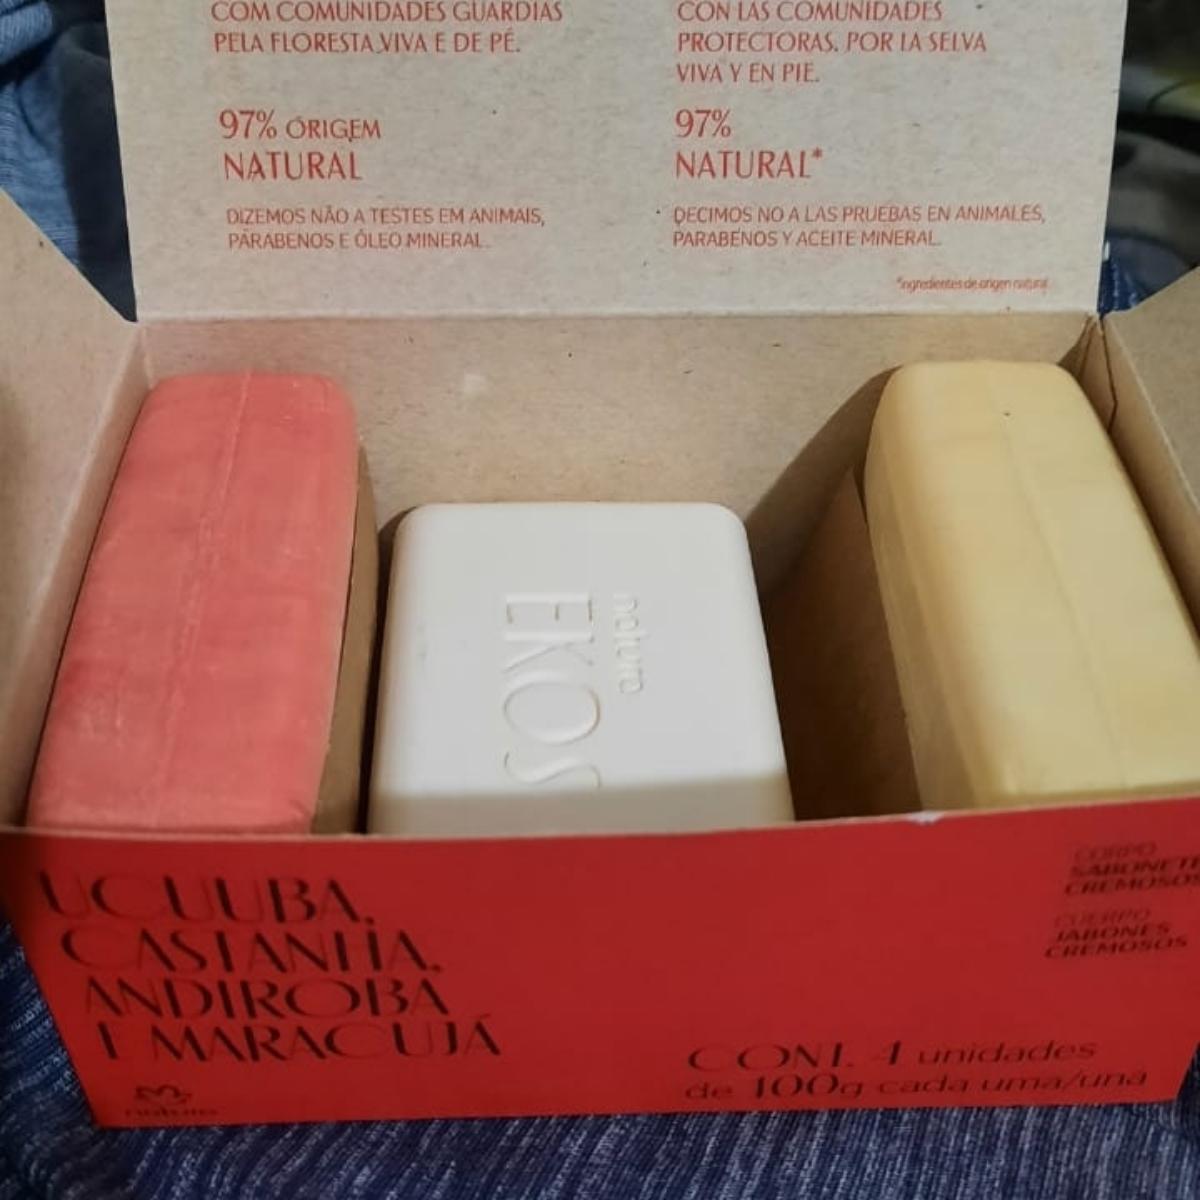 COM COMUNIDADES GUARDIÃS
PELA FLORESTA VIVA E DE PÉ.
97% ORIGEM
NATURAL
DIZEMOS NÃO A TESTES EM ANIMAIS,
PARABENOS E ÓLEO MINERAL.
CON LAS COMUNIDADES
PROTECTORAS. POR LA SELVA
VIVA Y EN PIE.
97%
NATURAL*
DECIMOS NO A LAS PRUEBAS EN ANIMALES,
PARABENOS Y ACEITE MINERAL.
*ingredientes de origen natural
natura
EKOS
UCUUBA,
CASTANHA,
ANDIROBA
E MARACUJÁ
natura
CORPO
SABONETE
CREMOSOS
CUERPO
JABONES
CREMOSOS
CONT. 4 unidades
de 100g cada uma/una